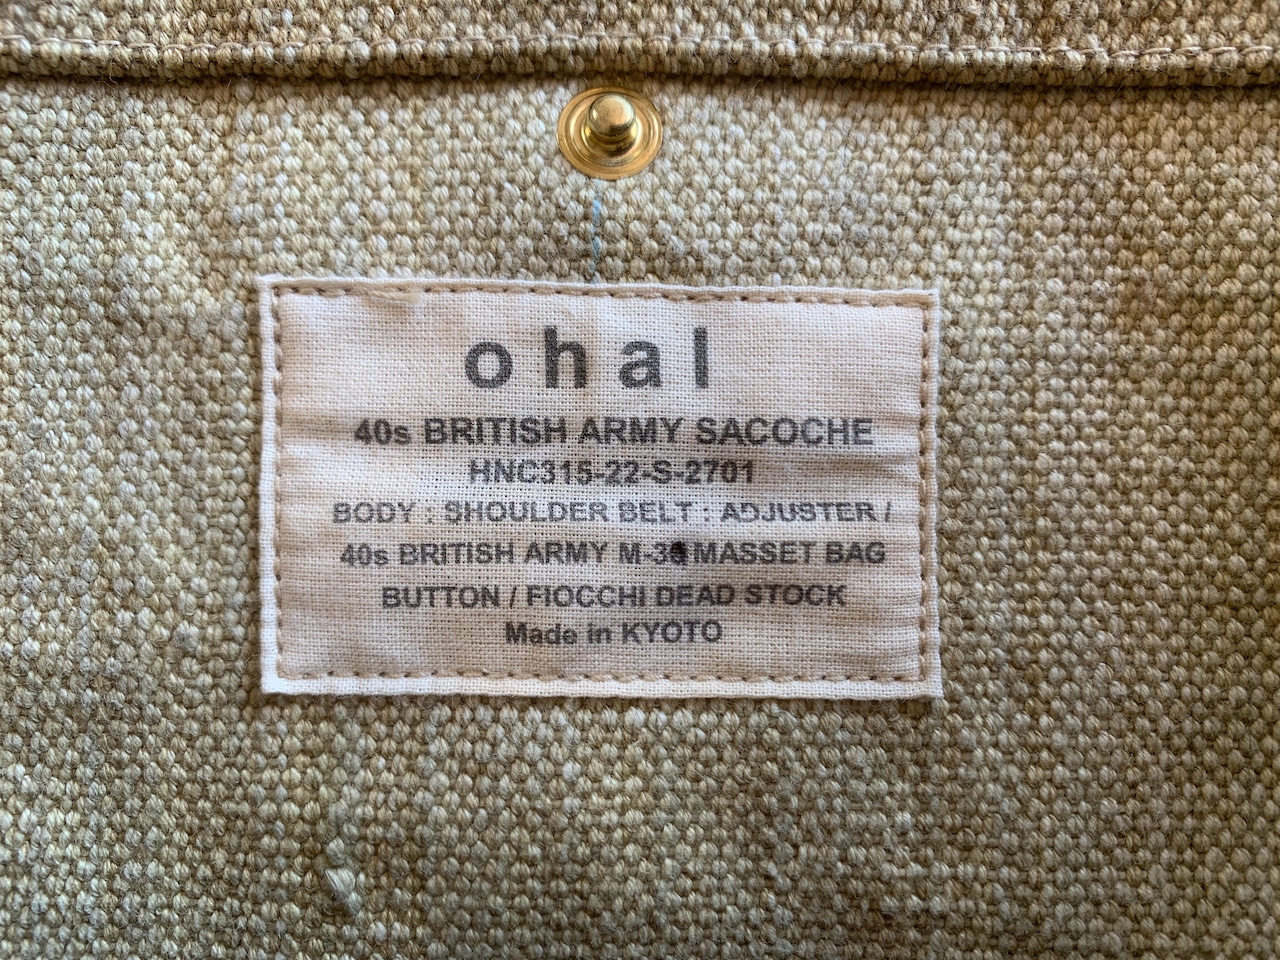 ohal
40s BRITISH ARMY SACOCHE
HNC315-22-S-2701
BODY : SHOULDER BELT : ADJUSTER /
40s BRITISH ARMY MASSET BAG
BUTTON / FIOCCHI DEAD STOCK
Made in KYOTO